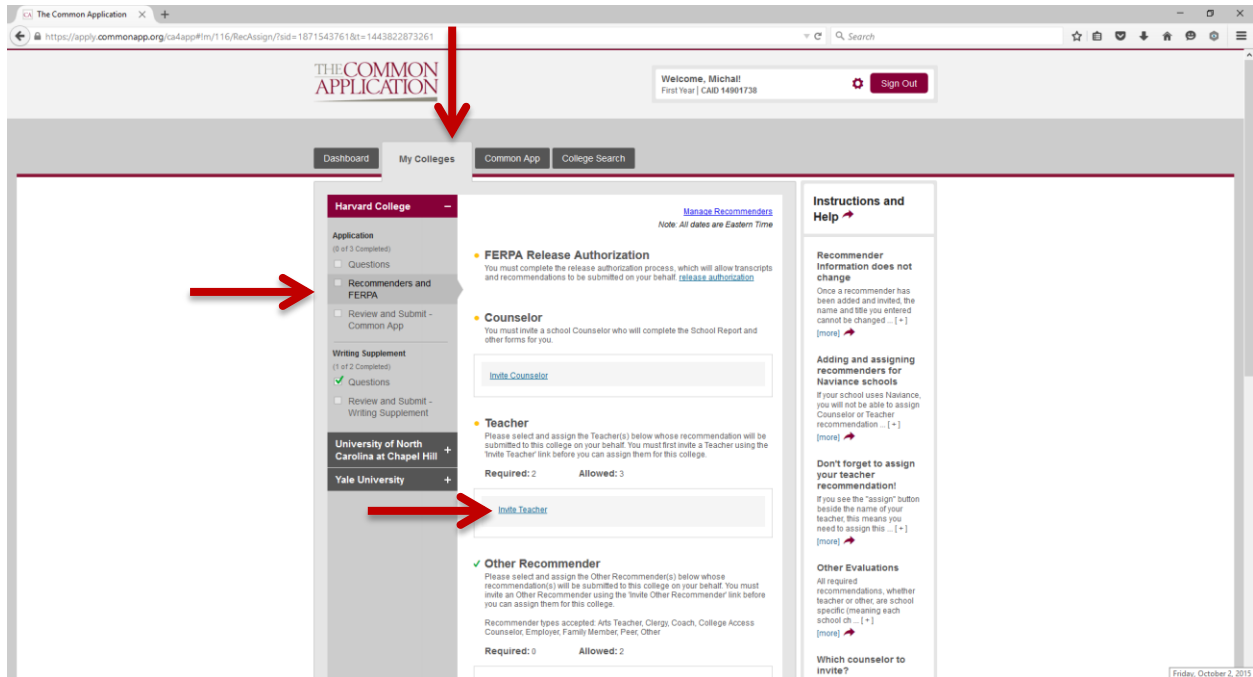 The Common Application
https://apply.commonapp.org/ca4app#!m/116/RecAssign/?sid=1871543761&t=1443822873261
Search
THE COMMON
APPLICATION
Welcome, Michal!
First Year | CAID 14901738
Sign Out
Dashboard
My Colleges
Common App
College Search
Harvard College
Application
(0 of 3 Completed)
Questions
Recommenders and
FERPA
Review and Submit -
Common App
Writing Supplement
(1 of 2 Completed)
Questions
Review and Submit -
Writing Supplement
University of North
Carolina at Chapel Hill +
Yale University +
Manage Recommenders
Note: All dates are Eastern Time
FERPA Release Authorization
You must complete the release authorization process, which will allow transcripts
and recommendations to be submitted on your behalf. release authorization
Counselor
You must invite a school Counselor who will complete the School Report and
other forms for you.
Invite Counselor
Teacher
Please select and assign the Teacher(s) below whose recommendation will be
submitted to this college on your behalf. You must first invite a Teacher using the
'Invite Teacher' link before you can assign them for this college.
Required: 2 Allowed: 3
Invite Teacher
Other Recommender
Please select and assign the Other Recommender(s) below whose
recommendation(s) will be submitted to this college on your behalf. You must
invite an Other Recommender using the 'Invite Other Recommender' link before
you can assign them for this college.
Recommender types accepted: Arts Teacher, Clergy, Coach, College Access
Counselor, Employer, Family Member, Peer, Other
Required: 0 Allowed: 2
Instructions and
Help
Recommender
Information does not
change
Once a recommender has
been added and invited, the
name and title you entered
cannot be changed ... [ + ]
[more]
Adding and assigning
recommenders for
Naviance schools
If your school uses Naviance,
you will not be able to assign
Counselor or Teacher
recommendation ... [ + ]
[more]
Don't forget to assign
your teacher
recommendation!
If you see the "assign" button
beside the name of your
teacher, this means you
need to assign this ... [ + ]
[more]
Other Evaluations
All required
recommendations, whether
teacher or other, are school
specific (meaning each
school ch ... [ + ]
[more]
Which counselor to
invite?
Friday, October 2, 2015